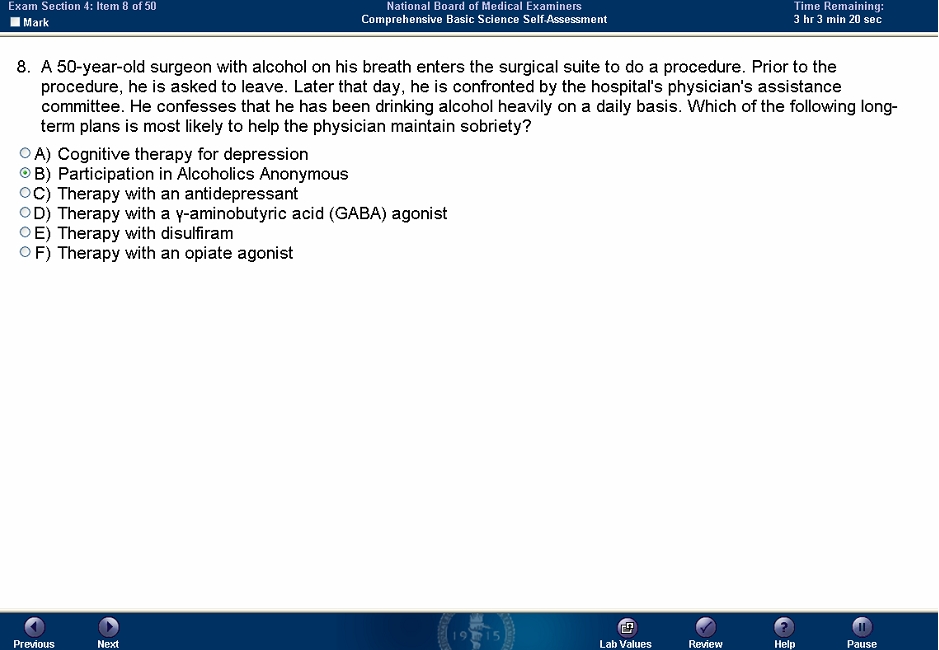 Exam Section 4: Item 8 of 50
National Board of Medical Examiners
Time Remaining:
Mark
Comprehensive Basic Science Self-Assessment
3 hr 3 min 20 sec
8. A 50-year-old surgeon with alcohol on his breath enters the surgical suite to do a procedure. Prior to the
procedure, he is asked to leave. Later that day, he is confronted by the hospital's physician's assistance
committee. He confesses that he has been drinking alcohol heavily on a daily basis. Which of the following long-
term plans is most likely to help the physician maintain sobriety?
A) Cognitive therapy for depression
B) Participation in Alcoholics Anonymous
C) Therapy with an antidepressant
D) Therapy with a γ-aminobutyric acid (GABA) agonist
E) Therapy with disulfiram
F) Therapy with an opiate agonist
1915
Previous
Next
Lab Values
Review
Help
Pause